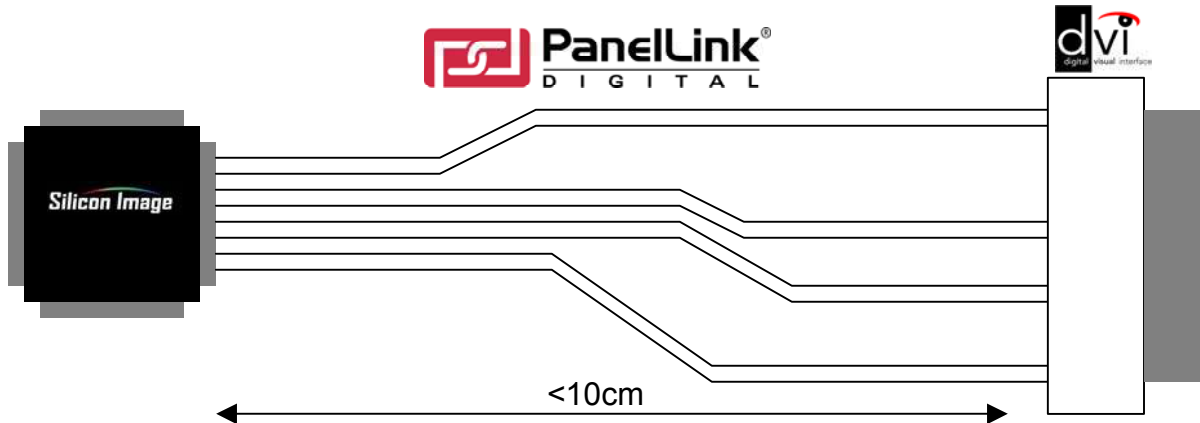 PanelLink®
DIGITAL
dvi
digital visual interface
Silicon Image
<10cm